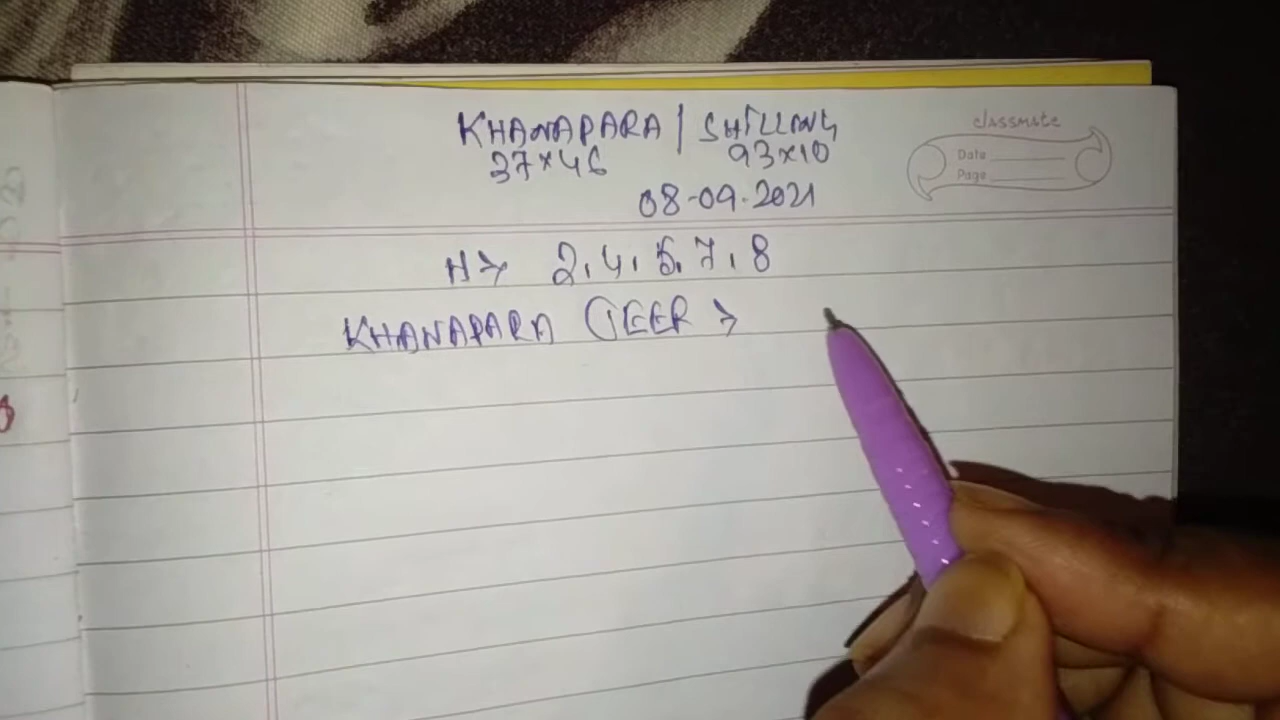 classmate
Date
Page
KHANAPARA | SHILLONG
37×46 93×10
08-09-2021
H > 2, 4, 5, 7, 8
KHANAPARA TEER >